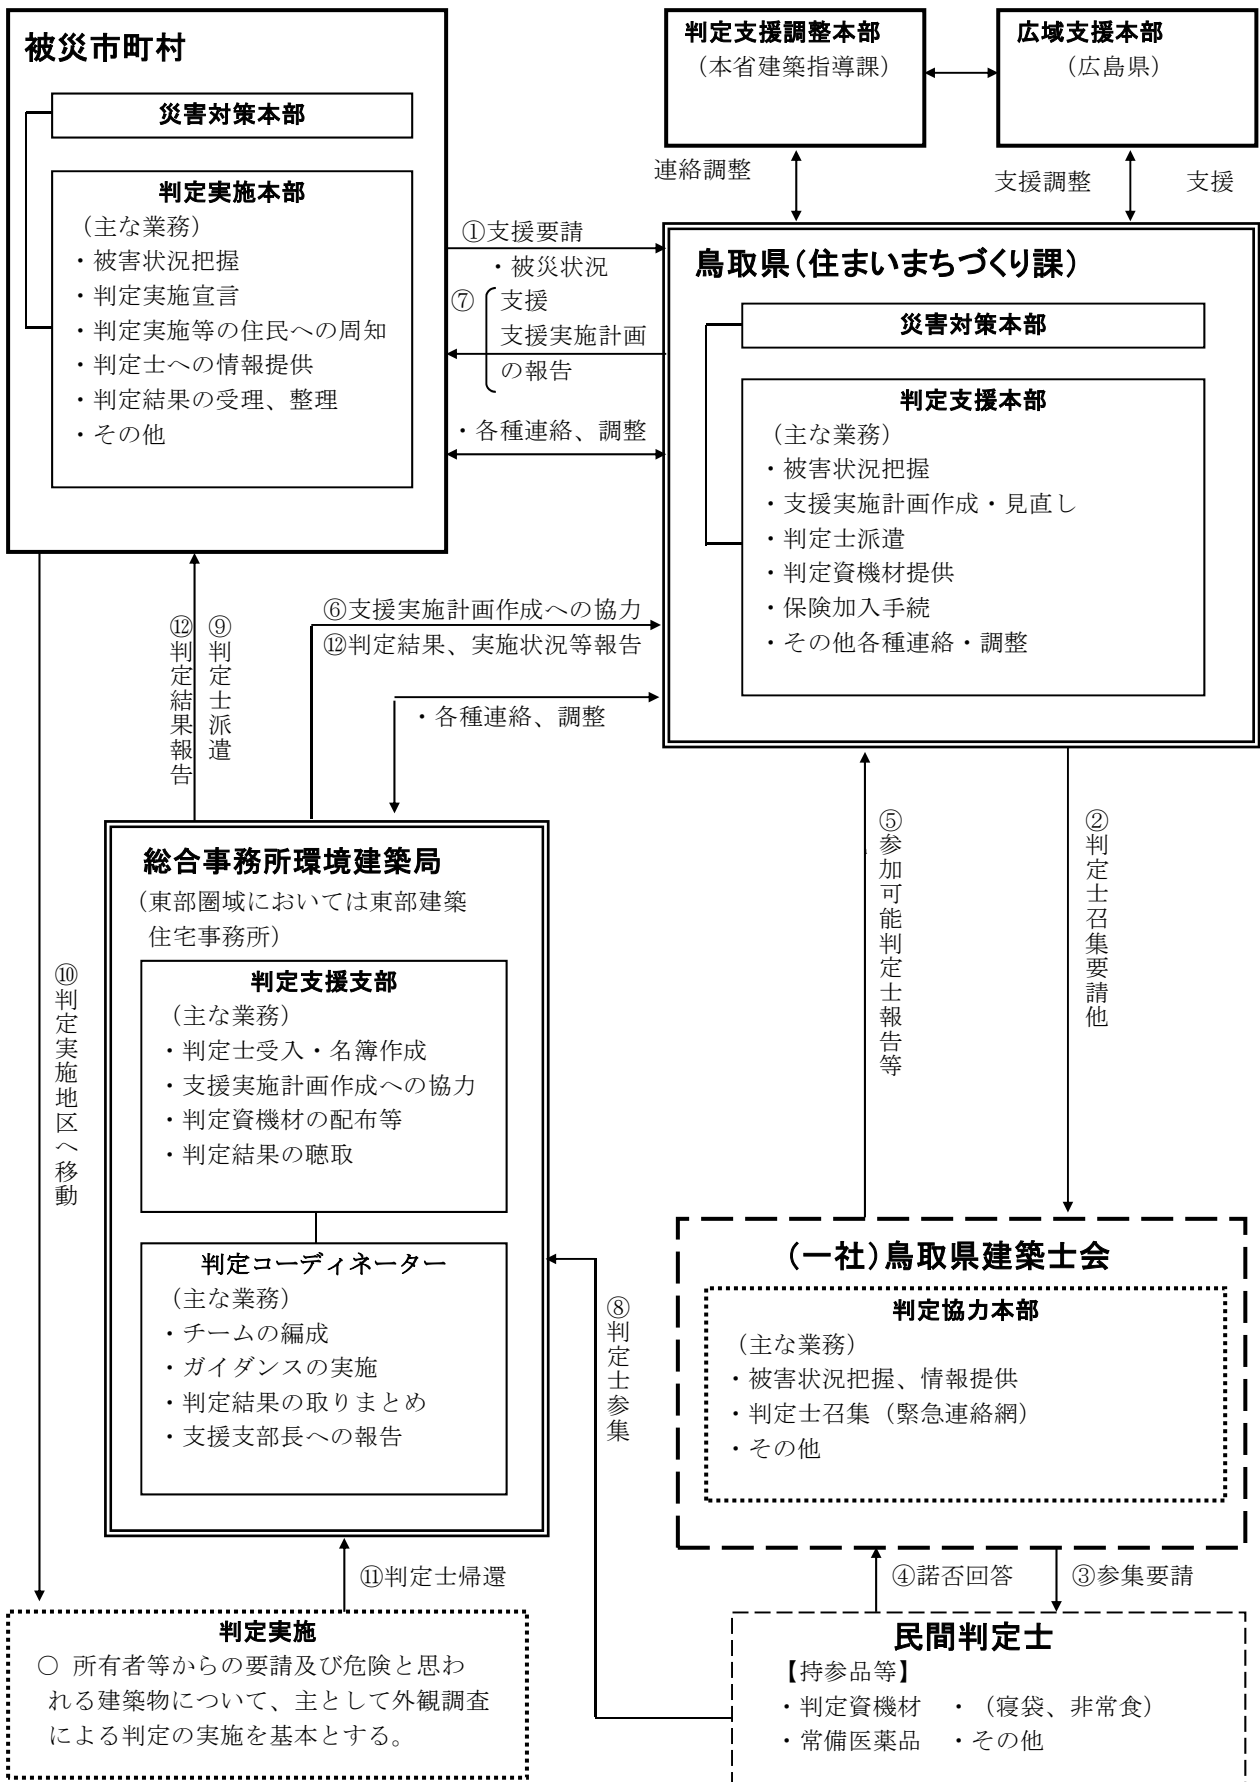 被災市町村
災害対策本部
判定実施本部
（主な業務）
・被害状況把握
・判定実施宣言
・判定実施等の住民への周知
・判定士への情報提供
・判定結果の受理、整理
・その他
判定支援調整本部
（本省建築指導課）
広域支援本部
（広島県）
連絡調整
支援調整
支援
①支援要請
・被災状況
⑦
支援
支援実施計画
の報告
・各種連絡、調整
鳥取県（住まいまちづくり課）
災害対策本部
判定支援本部
（主な業務）
・被害状況把握
・支援実施計画作成・見直し
・判定士派遣
・判定資機材提供
・保険加入手続
・その他各種連絡・調整
⑥支援実施計画作成への協力
⑫判定結果、実施状況等報告
・各種連絡、調整
⑫判定結果報告
⑨判定士派遣
⑩判定実施地区へ移動
総合事務所環境建築局
（東部圏域においては東部建築
住宅事務所）
判定支援支部
（主な業務）
・判定士受入・名簿作成
・支援実施計画作成への協力
・判定資機材の配布等
・判定結果の聴取
判定コーディネーター
（主な業務）
・チームの編成
・ガイダンスの実施
・判定結果の取りまとめ
・支援支部長への報告
⑤参加可能判定士報告等
②判定士召集要請他
⑧判定士参集
（一社）鳥取県建築士会
判定協力本部
（主な業務）
・被害状況把握、情報提供
・判定士召集（緊急連絡網）
・その他
⑪判定士帰還
④諾否回答
③参集要請
判定実施
○ 所有者等からの要請及び危険と思わ
れる建築物について、主として外観調査
による判定の実施を基本とする。
民間判定士
【持参品等】
・判定資機材 ・（寝袋、非常食）
・常備医薬品 ・その他